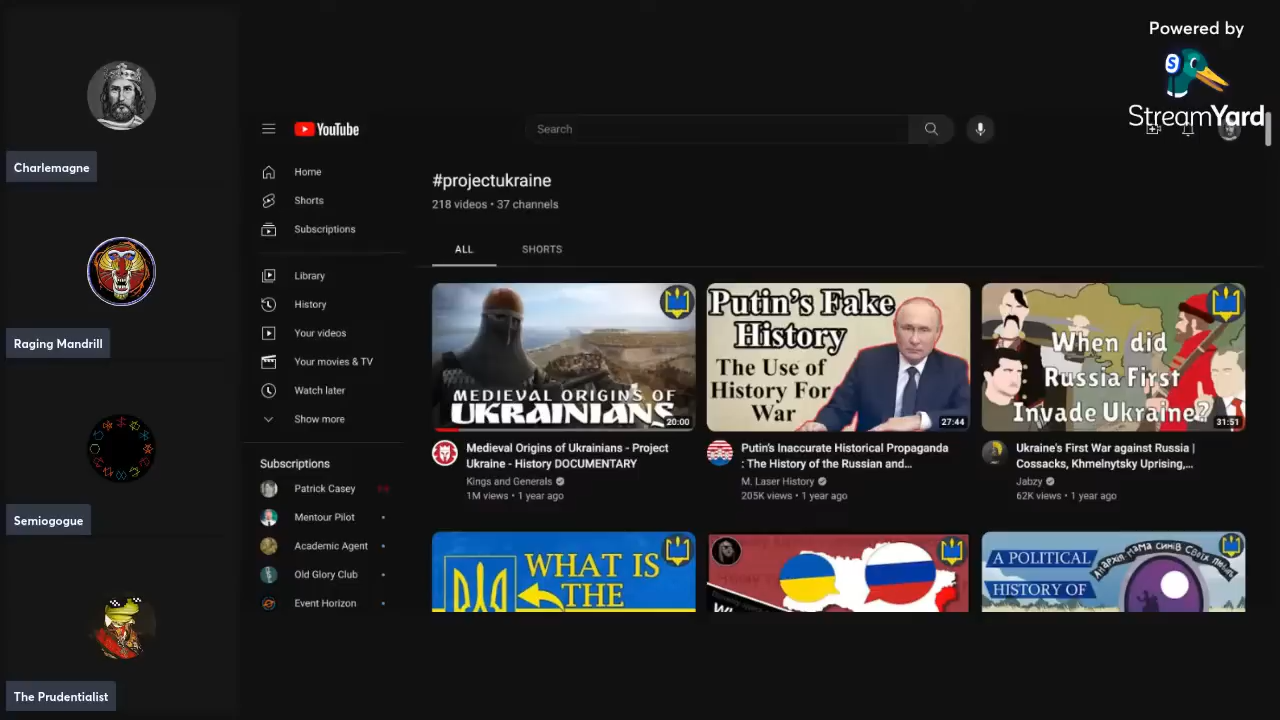 Powered by
StreamYard
Charlemagne
Raging Mandrill
Semiogogue
The Prudentialist
YouTube
Search
Home
Shorts
Subscriptions
Library
History
Your videos
Your movies & TV
Watch later
Show more
Subscriptions
Patrick Casey
Mentour Pilot
Academic Agent
Old Glory Club
Event Horizon
#projectukraine
218 videos • 37 channels
ALL
SHORTS
MEDIEVAL ORIGINS OF
UKRAINIANS
20:00
Medieval Origins of Ukrainians - Project
Ukraine - History DOCUMENTARY
Kings and Generals
1M views • 1 year ago
Putin's Fake
History
The Use of
History For
War
27:44
Putin's Inaccurate Historical Propaganda
: The History of the Russian and...
M. Laser History
205K views • 1 year ago
When did
Russia First
Invade Ukraine?
31:51
Ukraine's First War against Russia |
Cossacks, Khmelnytsky Uprising,...
Jabzy
62K views • 1 year ago
WHAT IS
THE
A POLITICAL
HISTORY OF
Анархія мама синів своїх